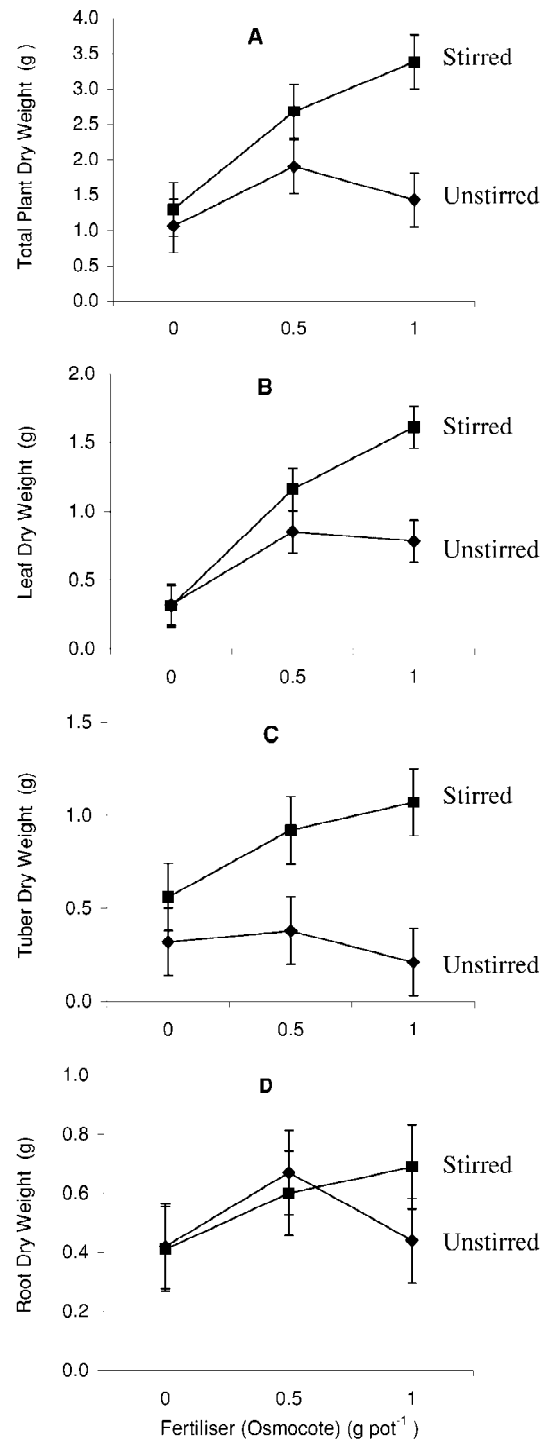 A
Total Plant Dry Weight (g )
4.0
3.5
3.0
2.5
2.0
1.5
1.0
0.5
0.0
Stirred
Unstirred
0 0.5 1
B
Leaf Dry Weight (g)
2.0
1.5
1.0
0.5
0.0
Stirred
Unstirred
0 0.5 1
C
Tuber Dry Weight (g)
1.5
1.0
0.5
0.0
Stirred
Unstirred
0 0.5 1
D
Root Dry Weight (g)
1.0
0.8
0.6
0.4
0.2
0.0
Stirred
Unstirred
0 0.5 1
Fertiliser (Osmocote) (g pot⁻¹ )